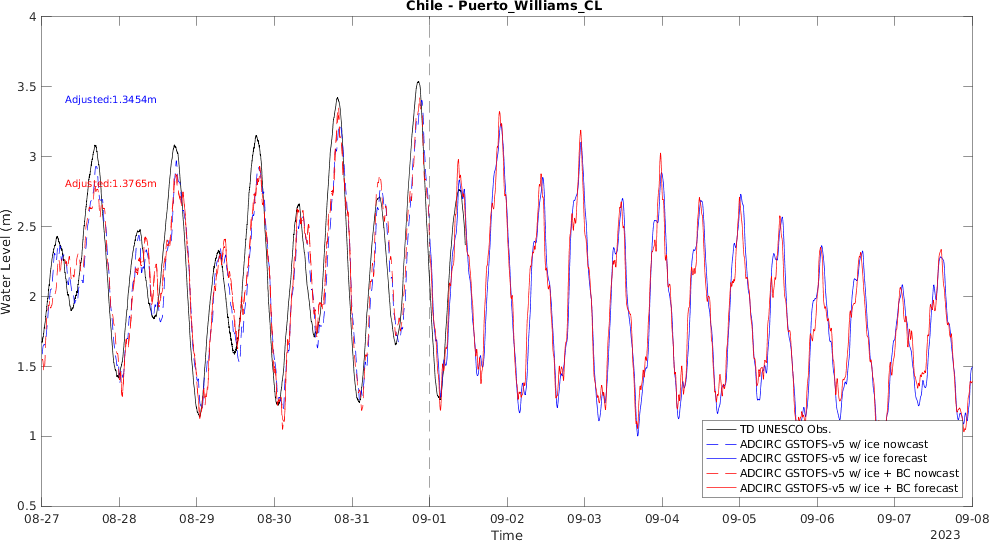 Chile - Puerto_Williams_CL
4
3.5
3
2.5
2
1.5
1
0.5
Water Level (m)
Adjusted:1.3454m
Adjusted:1.3765m
TD UNESCO Obs.
ADCIRC GSTOFS-v5 w/ ice nowcast
ADCIRC GSTOFS-v5 w/ ice forecast
ADCIRC GSTOFS-v5 w/ ice + BC nowcast
ADCIRC GSTOFS-v5 w/ ice + BC forecast
08-27 08-28 08-29 08-30 08-31 09-01 09-02 09-03 09-04 09-05 09-06 09-07 09-08
Time
2023